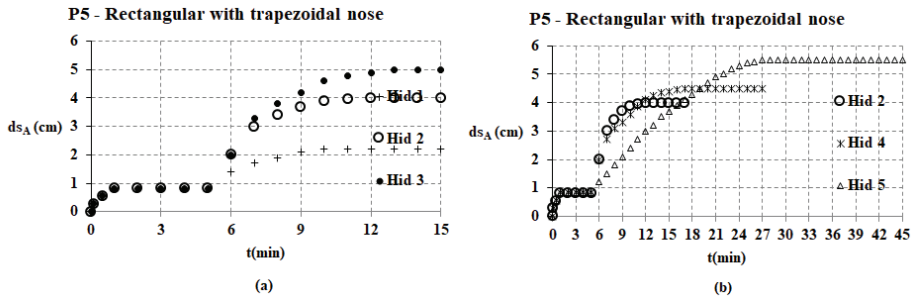 P5 - Rectangular with trapezoidal nose
6
5
4
3
2
1
0
ds_A (cm)
Hid 1
Hid 2
Hid 3
0 3 6 9 12 15
t(min)
(a)
P5 - Rectangular with trapezoidal nose
6
5
4
3
2
1
0
ds_A (cm)
Hid 2
Hid 4
Hid 5
0 3 6 9 12 15 18 21 24 27 30 33 36 39 42 45
t(min)
(b)